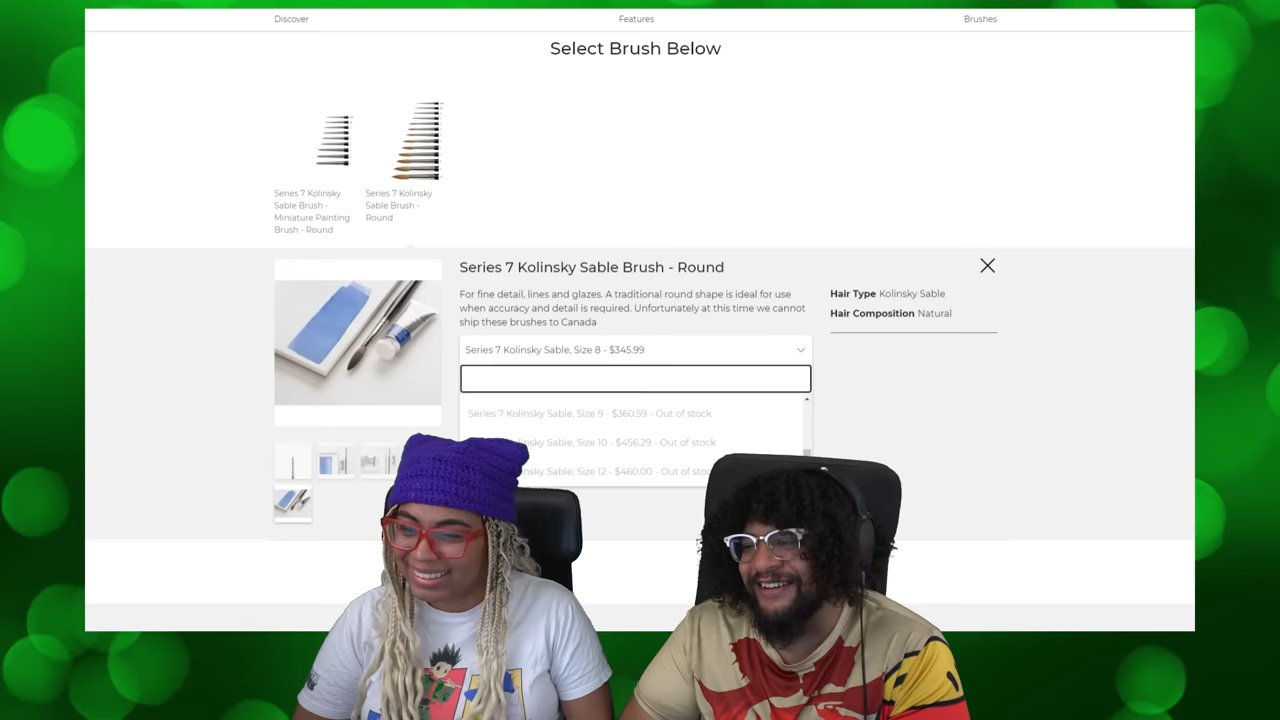 Discover
Features
Brushes
Select Brush Below
Series 7 Kolinsky
Sable Brush -
Miniature Painting
Brush - Round
Series 7 Kolinsky
Sable Brush -
Round
Series 7 Kolinsky Sable Brush - Round
For fine detail, lines and glazes. A traditional round shape is ideal for use
when accuracy and detail is required. Unfortunately at this time we cannot
ship these brushes to Canada
Hair Type Kolinsky Sable
Hair Composition Natural
Series 7 Kolinsky Sable, Size 8 - $345.99
Series 7 Kolinsky Sable, Size 9 - $360.59 - Out of stock
Sable, Size 10 - $456.29 - Out of stock
Sable, Size 12 - $460.00 - Out of